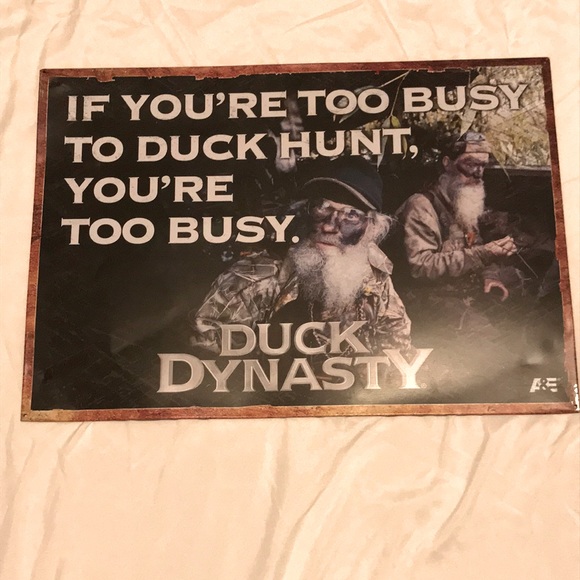 IF YOU'RE TOO BUSY
TO DUCK HUNT,
YOU'RE
TOO BUSY.
DUCK
DYNASTY
A&E